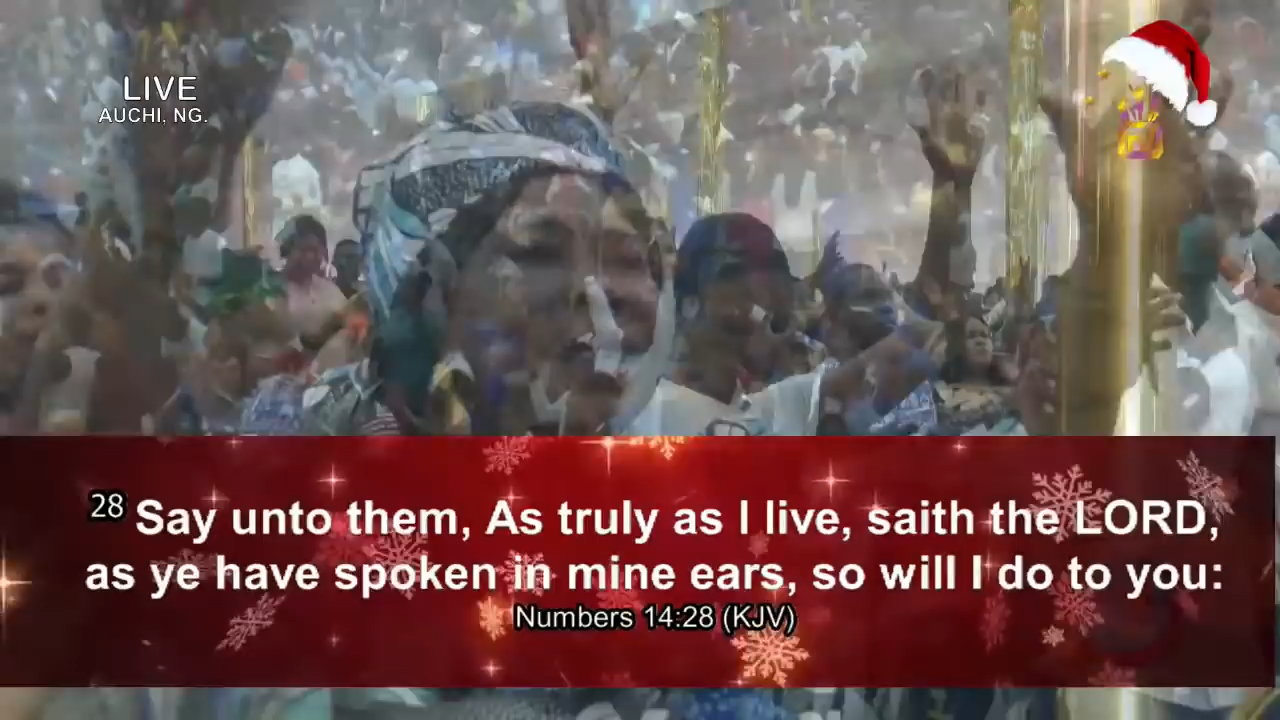 LIVE
AUCHI, NG.
28 Say unto them, As truly as I live, saith the LORD,
as ye have spoken in mine ears, so will I do to you:
Numbers 14:28 (KJV)